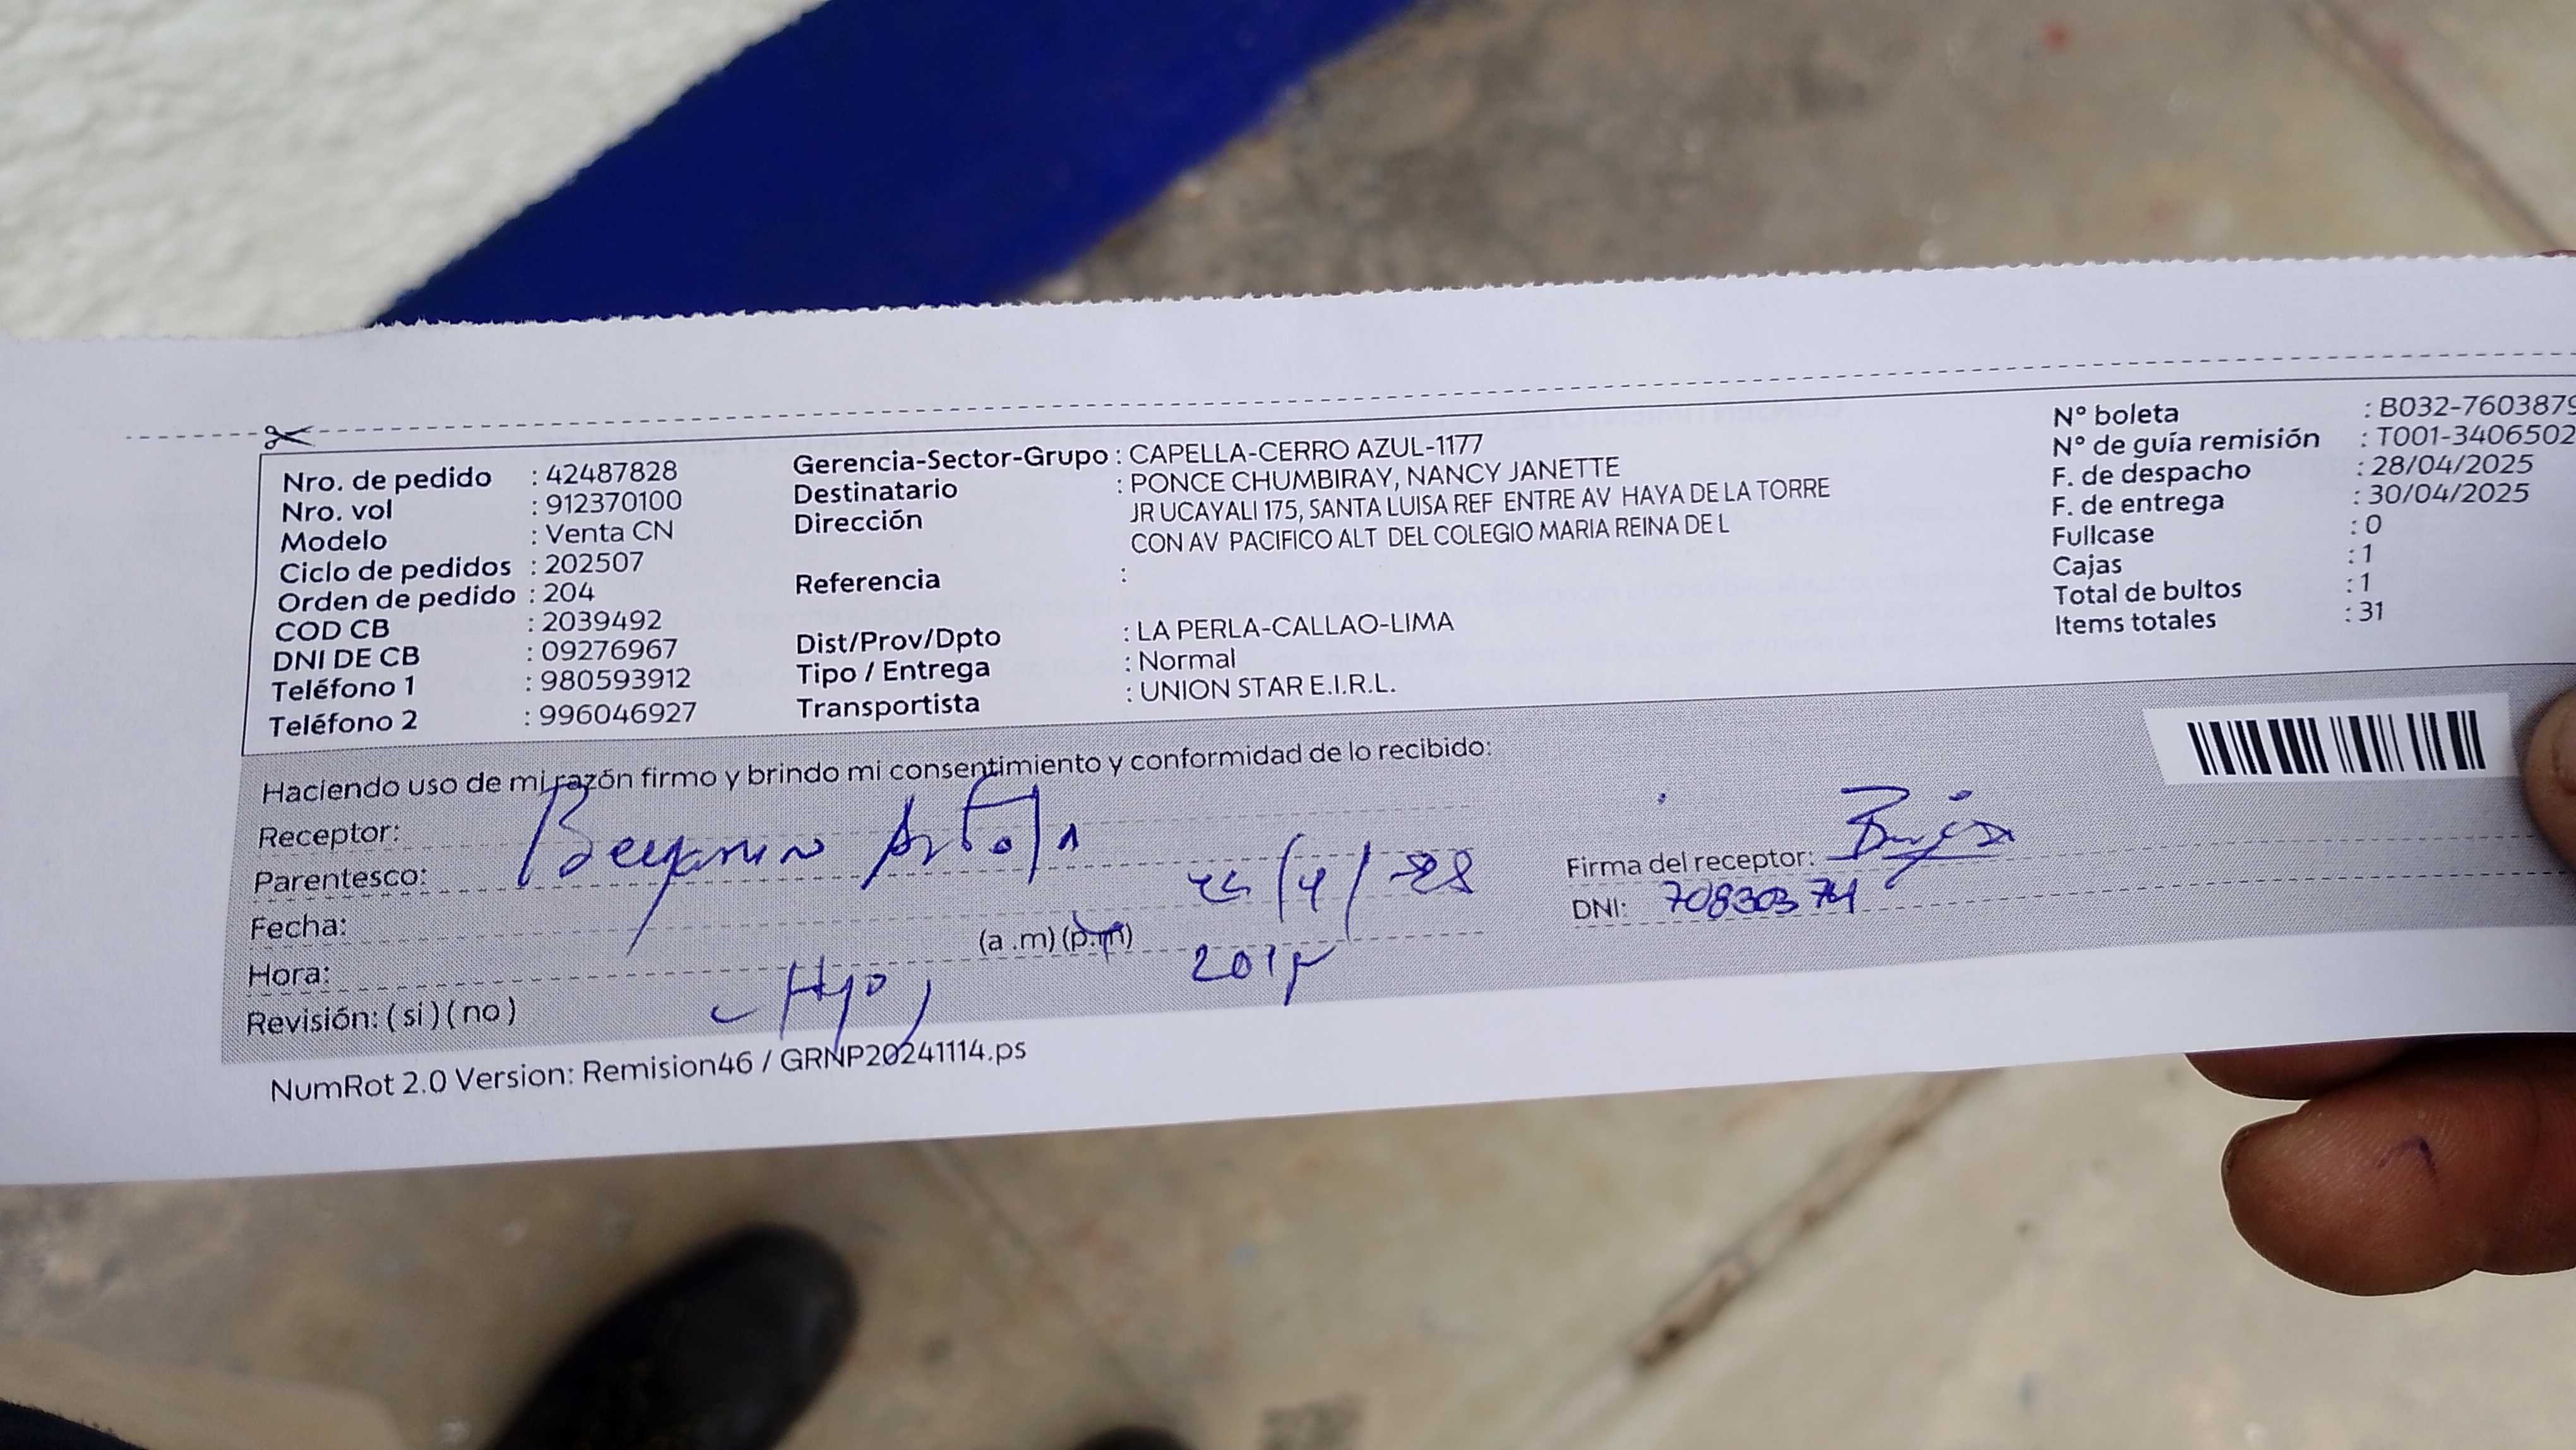 Nro. de pedido : 42487828
Nro. vol : 912370100
Modelo : Venta CN
Ciclo de pedidos : 202507
Orden de pedido : 204
COD CB : 2039492
DNI DE CB : 09276967
Teléfono 1 : 980593912
Teléfono 2 : 996046927
Gerencia-Sector-Grupo : CAPELLA-CERRO AZUL-1177
Destinatario : PONCE CHUMBIRAY, NANCY JANETTE
Dirección JR UCAYALI 175, SANTA LUISA REF ENTRE AV HAYA DE LA TORRE
CON AV PACIFICO ALT DEL COLEGIO MARIA REINA DE L
Referencia :
Dist/Prov/Dpto : LA PERLA-CALLAO-LIMA
Tipo / Entrega : Normal
Transportista : UNION STAR E.I.R.L.
N° boleta : B032-7603879
N° de guía remisión : T001-3406502
F. de despacho : 28/04/2025
F. de entrega : 30/04/2025
Fullcase : 0
Cajas : 1
Total de bultos : 1
Items totales : 31
Haciendo uso de mi razón firmo y brindo mi consentimiento y conformidad de lo recibido:
Receptor:
Parentesco:
Fecha:
Hora: (a .m) (p.m)
Revisión: ( si ) ( no )
Hijo
Firma del receptor:
DNI: 70830374
NumRot 2.0 Version: Remision46 / GRNP20241114.ps